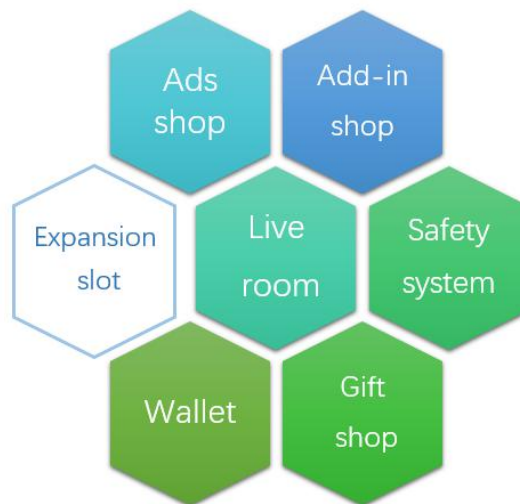 Ads
shop
Add-in
shop
Expansion
slot
Live
room
Safety
system
Wallet
Gift
shop